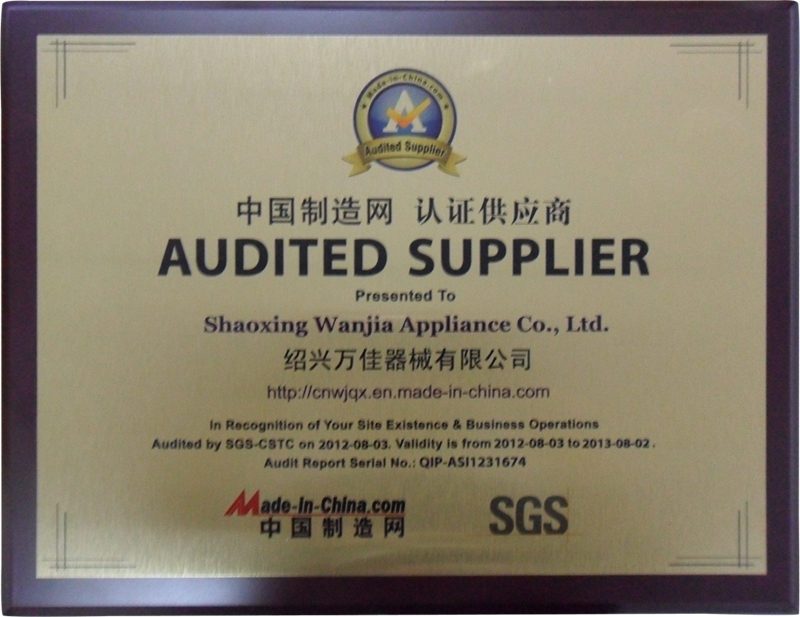 Made-in-China.com
Audited Supplier
中国制造网 认证供应商
AUDITED SUPPLIER
Presented To
Shaoxing Wanjia Appliance Co., Ltd.
绍兴万佳器械有限公司
http://cnwjqx.en.made-in-china.com
In Recognition of Your Site Existence & Business Operations
Audited by SGS-CSTC on 2012-08-03. Validity is from 2012-08-03 to 2013-08-02.
Audit Report Serial No.: QIP-ASI1231674
Made-in-China.com
中国制造网
SGS